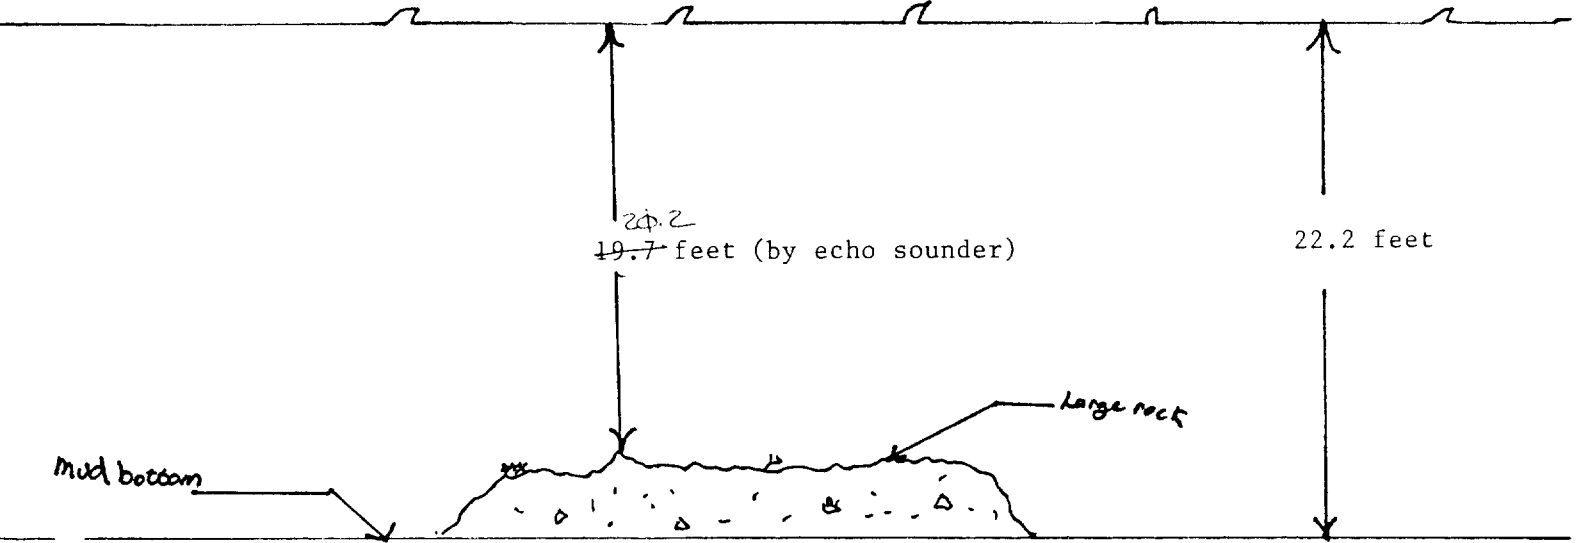 20.2
19.7 feet (by echo sounder)
22.2 feet
Large rock
Mud bottom